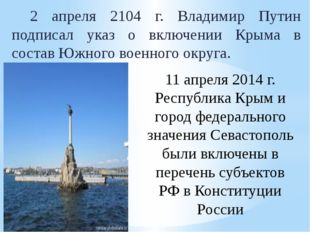 2 апреля 2104 г. Владимир Путин
подписал указ о включении Крыма в
состав Южного военного округа.
11 апреля 2014 г.
Республика Крым и
город федерального
значения Севастополь
были включены в
перечень субъектов
РФ в Конституции
России